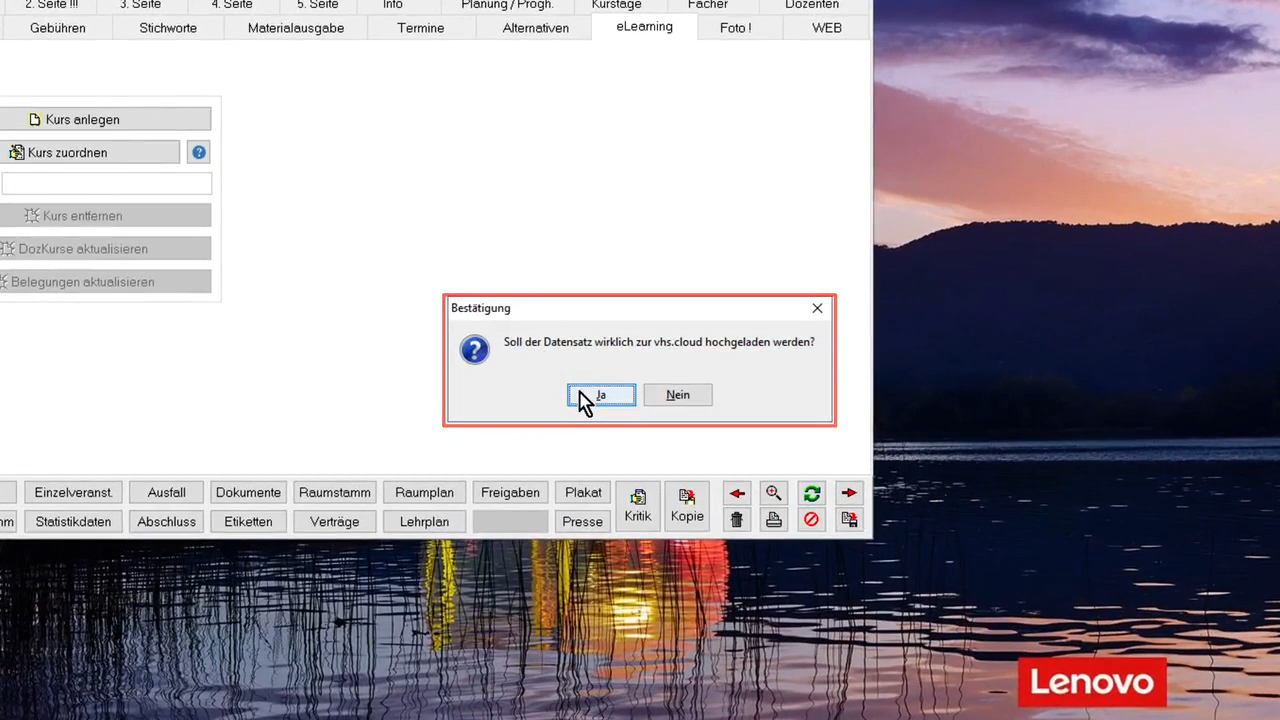 2. Seite !!! 3. Seite 4. Seite 5. Seite Info Planung / Progn. Kurstage Fächer Dozenten
Gebühren Stichworte Materialausgabe Termine Alternativen eLearning Foto ! WEB
Kurs anlegen
Kurs zuordnen
Kurs entfernen
DozKurse aktualisieren
Belegungen aktualisieren
Bestätigung
Soll der Datensatz wirklich zur vhs.cloud hochgeladen werden?
Ja Nein
Einzelveranst. Ausfall Dokumente Raumstamm Raumplan Freigaben Plakat Kritik Kopie
Statistikdaten Abschluss Etiketten Verträge Lehrplan Presse
Lenovo